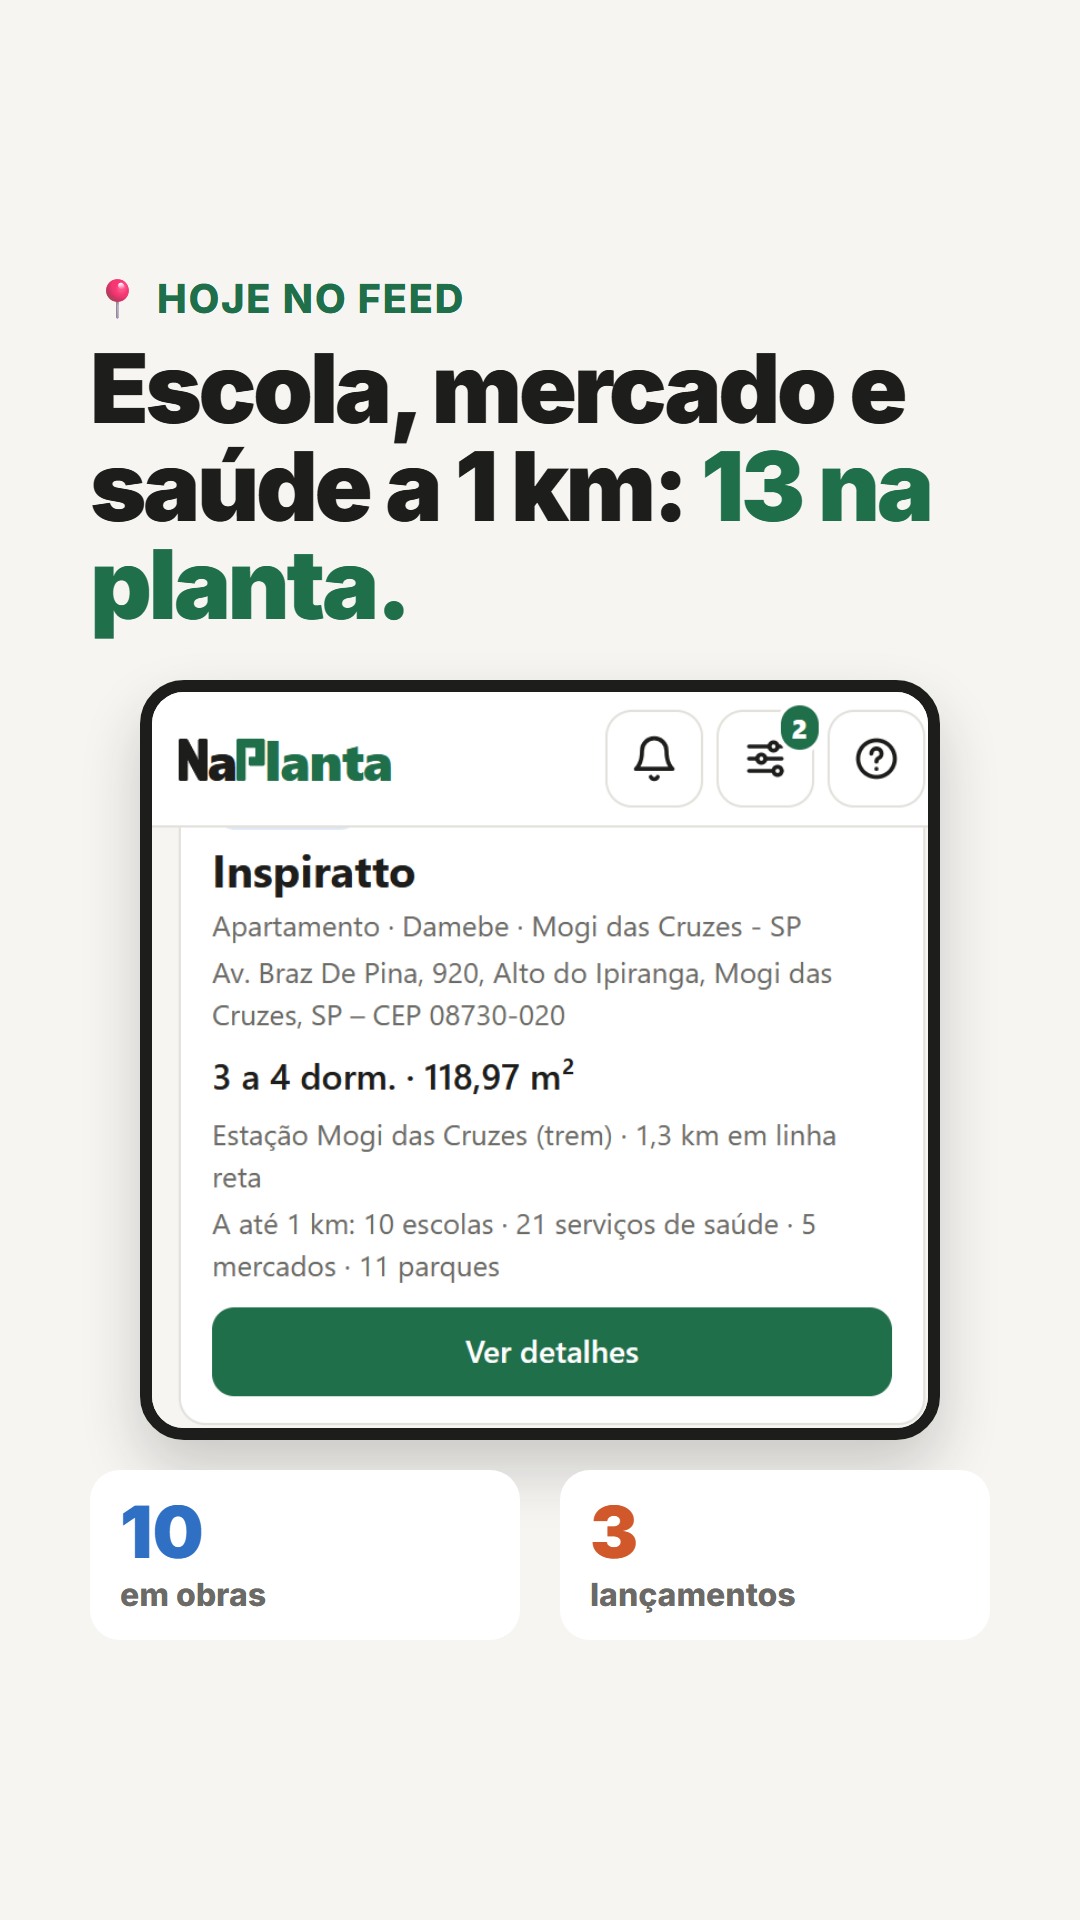 HOJE NO FEED
Escola, mercado e
saúde a 1 km: 13 na
planta.
NaPlanta
2
Inspiratto
Apartamento · Damebe · Mogi das Cruzes - SP
Av. Braz De Pina, 920, Alto do Ipiranga, Mogi das
Cruzes, SP – CEP 08730-020
3 a 4 dorm. · 118,97 m²
Estação Mogi das Cruzes (trem) · 1,3 km em linha
reta
A até 1 km: 10 escolas · 21 serviços de saúde · 5
mercados · 11 parques
Ver detalhes
10
em obras
3
lançamentos